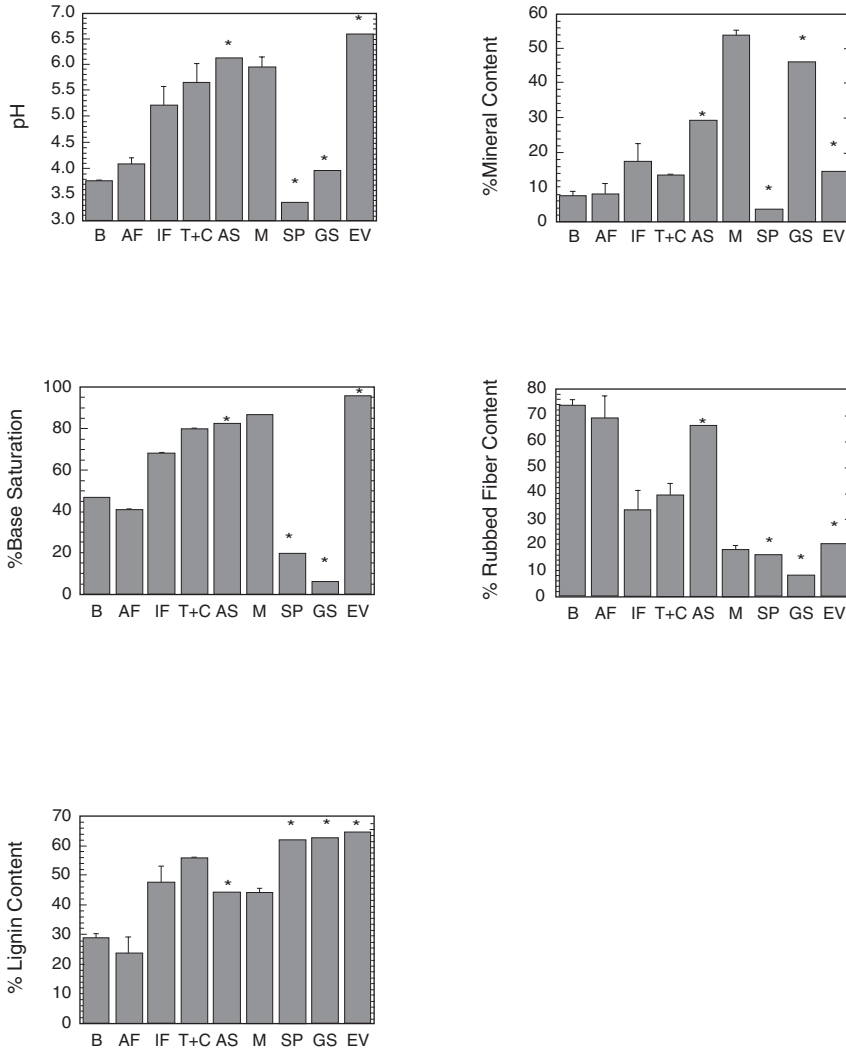 pH
7.0
6.5
6.0
5.5
5.0
4.5
4.0
3.5
3.0
* * * *
B AF IF T+C AS M SP GS EV
%Mineral Content
60
50
40
30
20
10
0
* * * *
B AF IF T+C AS M SP GS EV
%Base Saturation
100
80
60
40
20
0
* * * *
B AF IF T+C AS M SP GS EV
% Rubbed Fiber Content
80
70
60
50
40
30
20
10
0
* * * *
B AF IF T+C AS M SP GS EV
% Lignin Content
70
60
50
40
30
20
10
0
* * * *
B AF IF T+C AS M SP GS EV